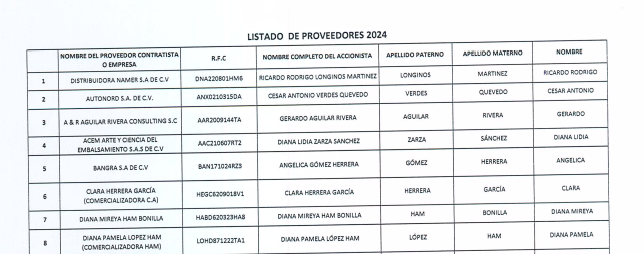 LISTADO DE PROVEEDORES 2024
NOMBRE DEL PROVEEDOR CONTRATISTA O EMPRESA R.F.C NOMBRE COMPLETO DEL ACCIONISTA APELLIDO PATERNO APELLIDO MATERNO NOMBRE
1 DISTRIBUIDORA NAMER S.A DE C.V DNA220801HM6 RICARDO RODRIGO LONGINOS MARTINEZ LONGINOS MARTINEZ RICARDO RODRIGO
2 AUTONORD S.A. DE C.V. ANX0210315DA CESAR ANTONIO VERDES QUEVEDO VERDES QUEVEDO CESAR ANTONIO
3 A & R AGUILAR RIVERA CONSULTING S.C AAR2009144TA GERARDO AGUILAR RIVERA AGUILAR RIVERA GERARDO
4 ACEM ARTE Y CIENCIA DEL EMBALSAMIENTO S.A.S DE C.V AAC210607RT2 DIANA LIDIA ZARZA SANCHEZ ZARZA SÁNCHEZ DIANA LIDIA
5 BANGRA S.A DE C.V BAN171024RZ3 ANGELICA GÓMEZ HERRERA GÓMEZ HERRERA ANGELICA
6 CLARA HERRERA GARCÍA (COMERCIALIZADORA C.A) HEGC6209018V1 CLARA HERRERA GARCÍA HERRERA GARCÍA CLARA
7 DIANA MIREYA HAM BONILLA HABD620323HA8 DIANA MIREYA HAM BONILLA HAM BONILLA DIANA MIREYA
8 DIANA PAMELA LOPEZ HAM (COMERCIALIZADORA HAM) LOHD871222TA1 DIANA PAMELA LÓPEZ HAM LÓPEZ HAM DIANA PAMELA